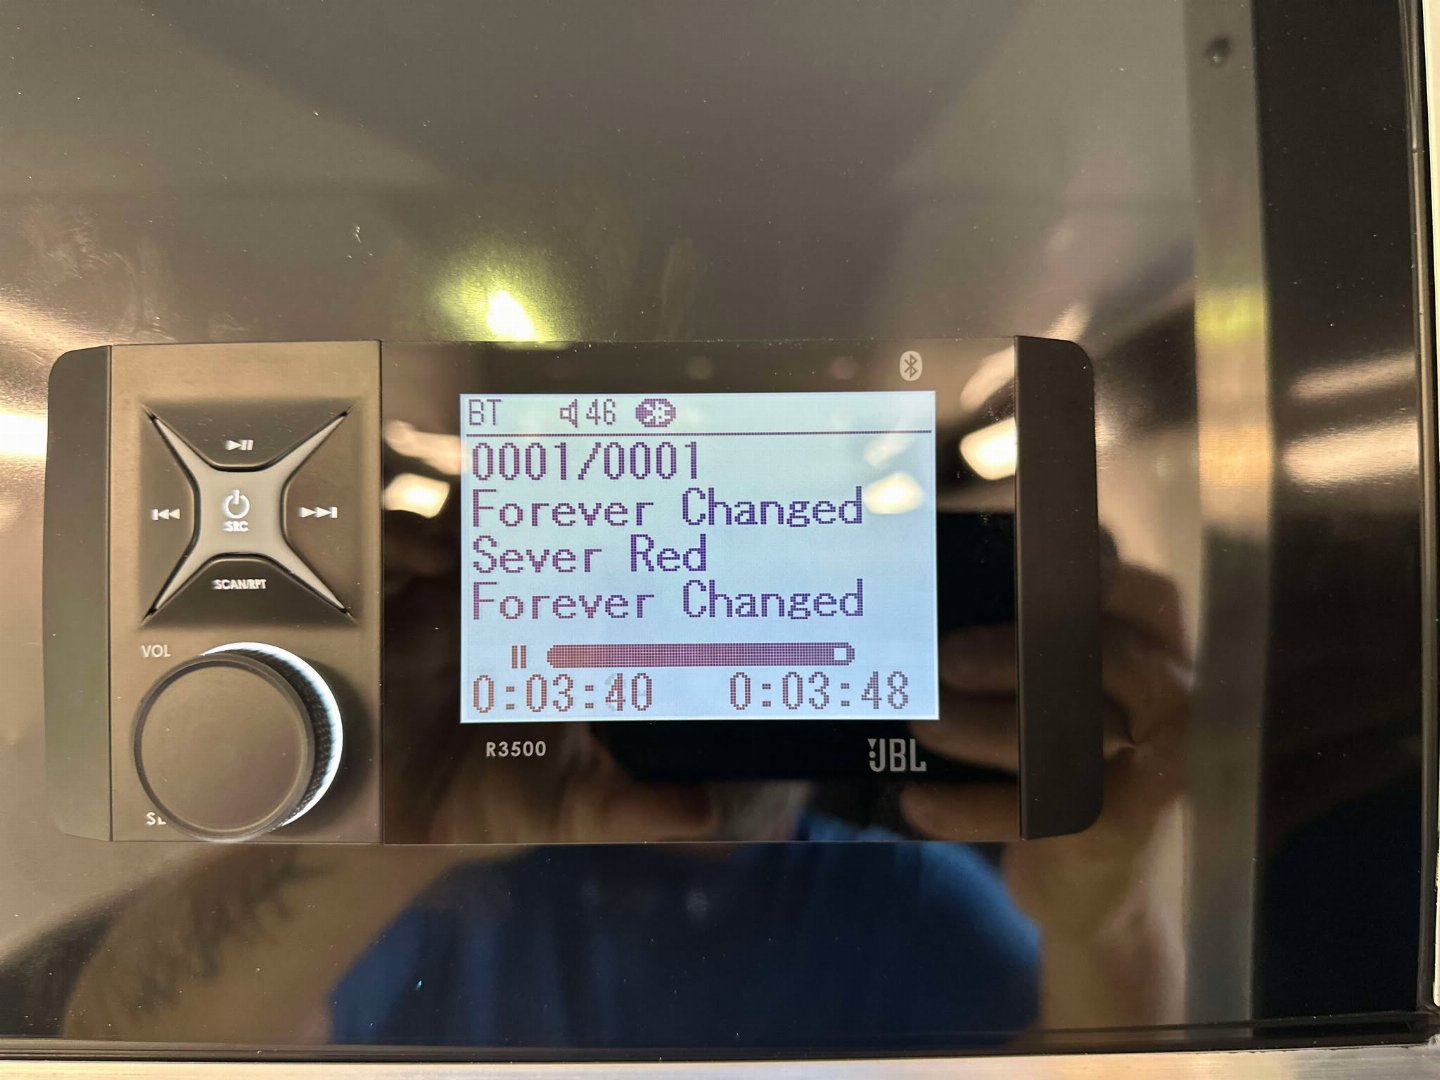 BT 46
0001/0001
Forever Changed
Sever Red
Forever Changed
0:03:40 0:03:48
R3500
JBL
SRC
SCAN/RPT
VOL